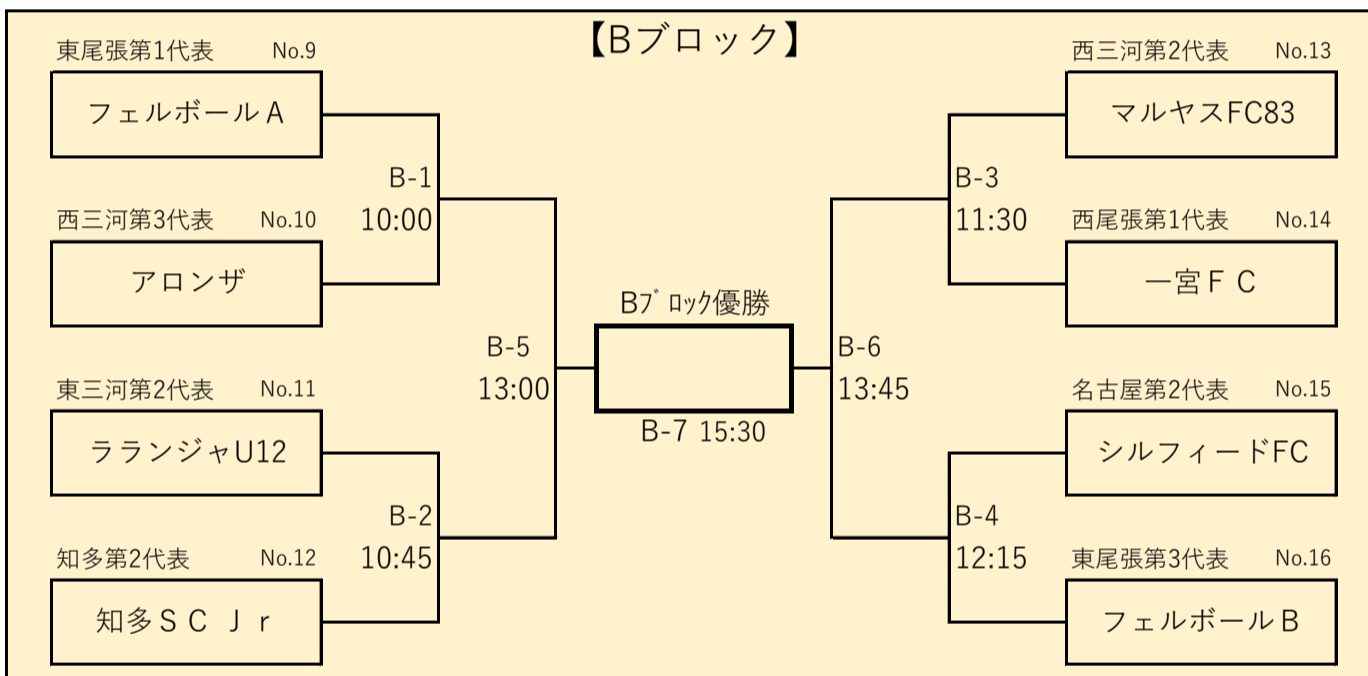 【Bブロック】
東尾張第1代表 No.9
フェルボールA
B-1
10:00
西三河第3代表 No.10
アロンザ
B-5
13:00
東三河第2代表 No.11
ラランジャU12
B-2
10:45
知多第2代表 No.12
知多ＳＣ Ｊｒ
Bﾌﾞﾛｯｸ優勝
B-7 15:30
西三河第2代表 No.13
マルヤスFC83
B-3
11:30
西尾張第1代表 No.14
一宮ＦＣ
B-6
13:45
名古屋第2代表 No.15
シルフィードFC
B-4
12:15
東尾張第3代表 No.16
フェルボールB